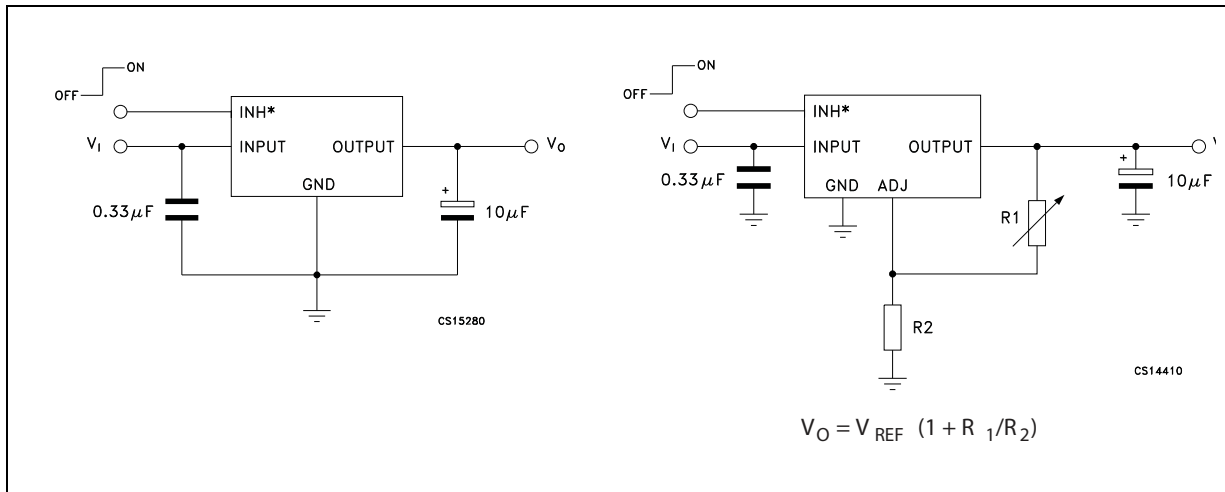 ON
OFF
INH*
V_I
INPUT
OUTPUT
V_O
GND
0.33µF
+
10µF
CS15280
ON
OFF
INH*
V_I
INPUT
OUTPUT
0.33µF
GND
ADJ
+
10µF
R1
R2
CS14410
V_O = V_REF (1 + R_1/R_2)